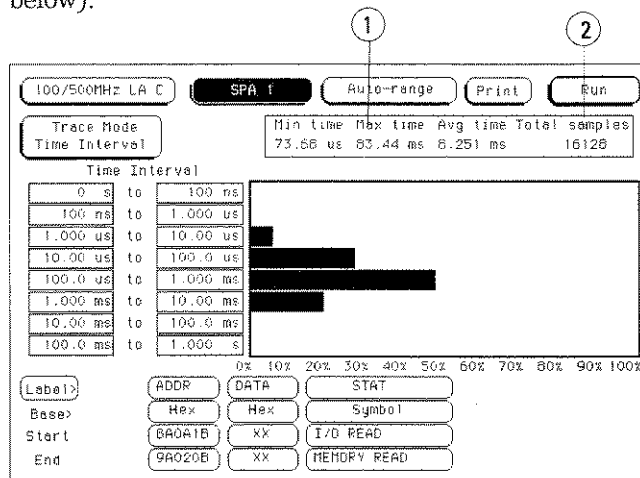 below).
1
2
100/500MHz LA C
SPA 1
Auto-range
Print
Run
Trace Mode
Time Interval
Min time Max time Avg time Total samples
73.68 us 83.44 ms 8.251 ms 16128
Time Interval
0 s to 100 ns
100 ns to 1.000 us
1.000 us to 10.00 us
10.00 us to 100.0 us
100.0 us to 1.000 ms
1.000 ms to 10.00 ms
10.00 ms to 100.0 ms
100.0 ms to 1.000 s
0% 10% 20% 30% 40% 50% 60% 70% 80% 90% 100%
Label> ADDR DATA STAT
Base> Hex Hex Symbol
Start 8A0A1B XX I/O READ
End 9A020B XX MEMORY READ